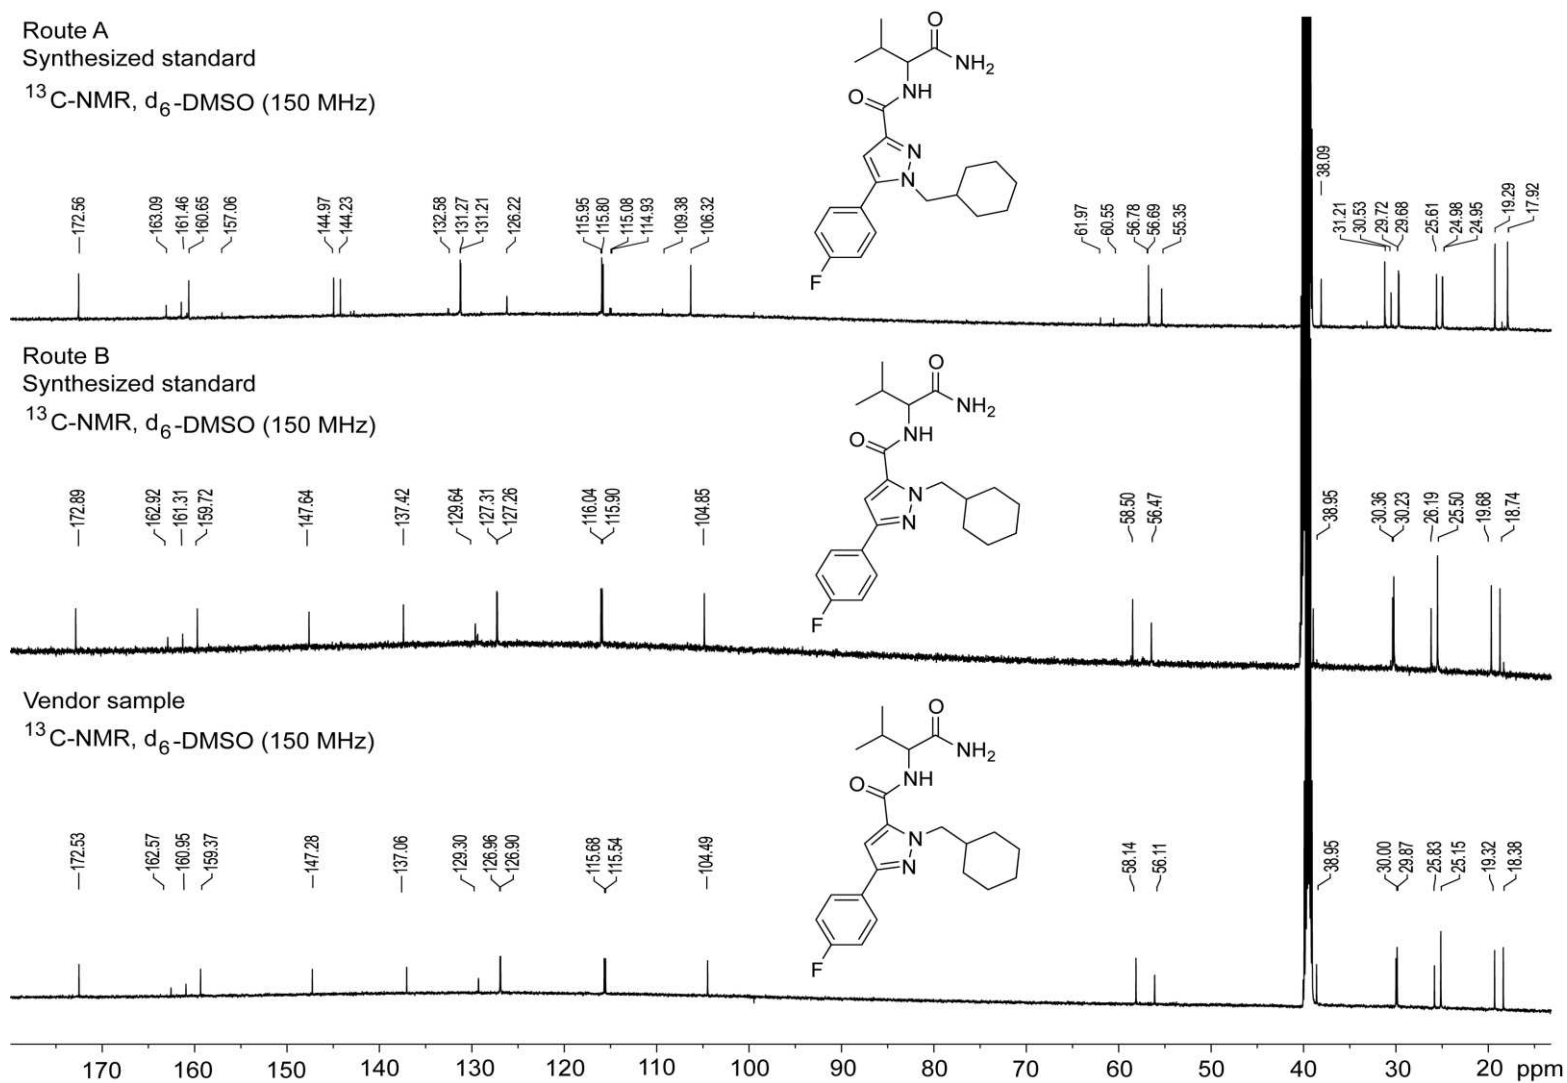 Route A
Synthesized standard
¹³C-NMR, d₆-DMSO (150 MHz)
O
NH₂
NH
O
N
N
F
172.56
163.09
161.46
160.65
157.06
144.97
144.23
132.58
131.27
131.21
126.22
115.95
115.80
115.08
114.93
109.38
106.32
61.97
60.55
56.78
56.69
55.35
38.09
31.21
30.53
29.72
29.68
25.61
24.98
24.95
19.29
17.92
Route B
Synthesized standard
¹³C-NMR, d₆-DMSO (150 MHz)
O
NH₂
NH
O
N
N
F
172.89
162.92
161.31
159.72
147.64
137.42
129.64
127.31
127.26
116.04
115.90
104.85
58.50
56.47
38.95
30.36
30.23
26.19
25.50
19.68
18.74
Vendor sample
¹³C-NMR, d₆-DMSO (150 MHz)
O
NH₂
NH
O
N
N
F
172.53
162.57
160.95
159.37
147.28
137.06
129.30
126.96
126.90
115.68
115.54
104.49
58.14
56.11
38.95
30.00
29.87
25.83
25.15
19.32
18.38
170 160 150 140 130 120 110 100 90 80 70 60 50 40 30 20 ppm